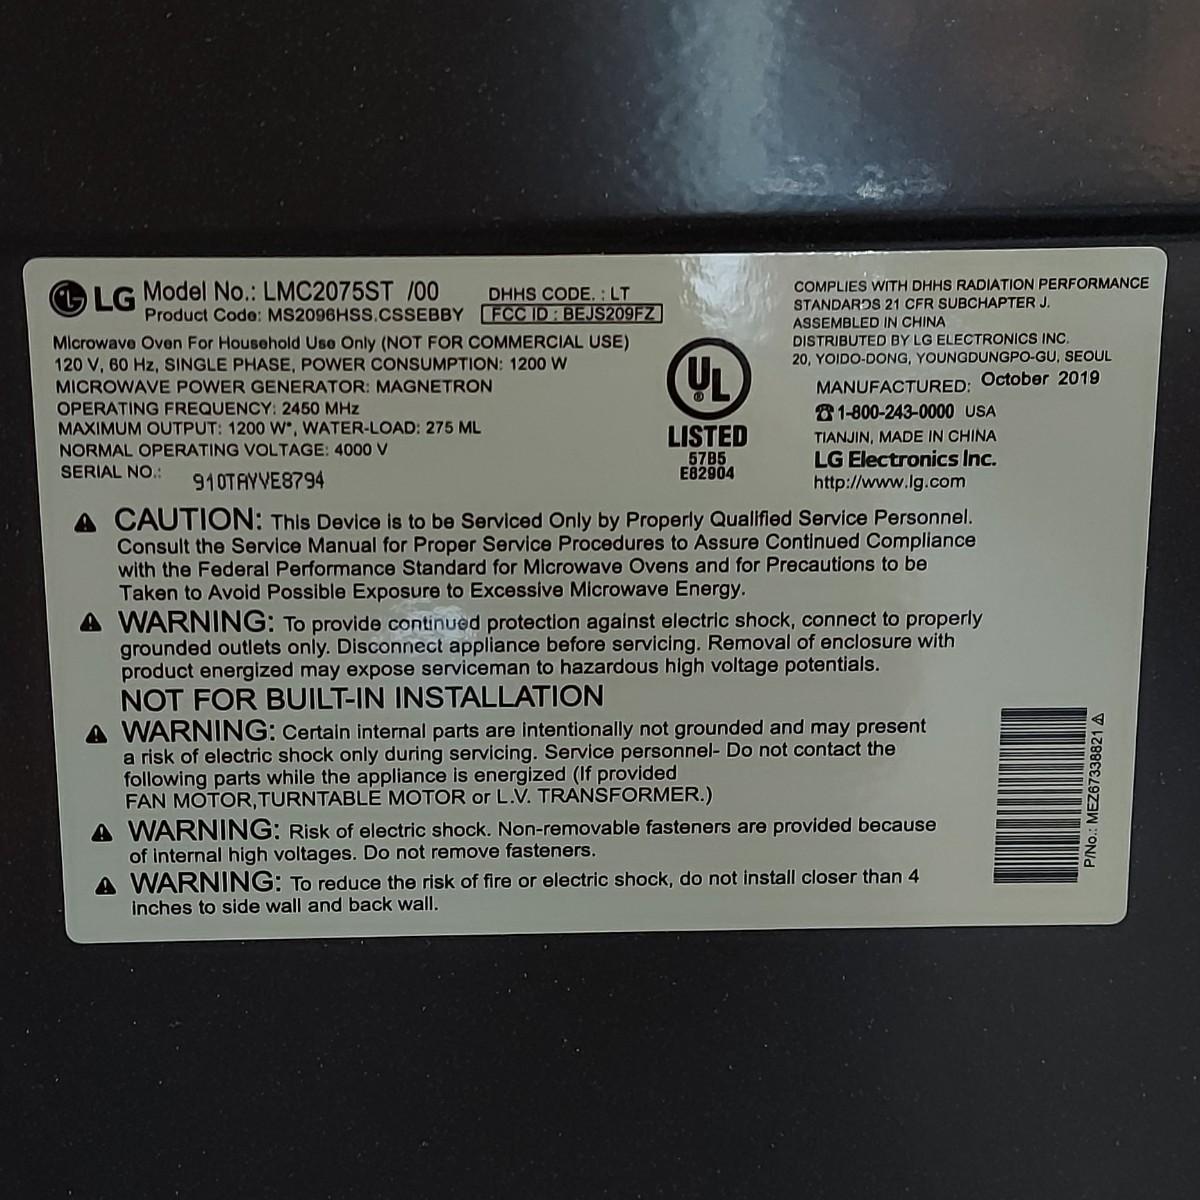 LG Model No.: LMC2075ST /00
Product Code: MS2096HSS.CSSEBBY
DHHS CODE. : LT
FCC ID : BEJS209FZ
Microwave Oven For Household Use Only (NOT FOR COMMERCIAL USE)
120 V, 60 Hz, SINGLE PHASE, POWER CONSUMPTION: 1200 W
MICROWAVE POWER GENERATOR: MAGNETRON
OPERATING FREQUENCY: 2450 MHz
MAXIMUM OUTPUT: 1200 W*, WATER-LOAD: 275 ML
NORMAL OPERATING VOLTAGE: 4000 V
SERIAL NO.: 910TAYVE8794
UL
®
LISTED
57B5
E82904
COMPLIES WITH DHHS RADIATION PERFORMANCE
STANDARDS 21 CFR SUBCHAPTER J.
ASSEMBLED IN CHINA
DISTRIBUTED BY LG ELECTRONICS INC.
20, YOIDO-DONG, YOUNGDUNGPO-GU, SEOUL
MANUFACTURED: October 2019
☎1-800-243-0000 USA
TIANJIN, MADE IN CHINA
LG Electronics Inc.
http://www.lg.com
⚠ CAUTION: This Device is to be Serviced Only by Properly Qualified Service Personnel.
Consult the Service Manual for Proper Service Procedures to Assure Continued Compliance
with the Federal Performance Standard for Microwave Ovens and for Precautions to be
Taken to Avoid Possible Exposure to Excessive Microwave Energy.
⚠ WARNING: To provide continued protection against electric shock, connect to properly
grounded outlets only. Disconnect appliance before servicing. Removal of enclosure with
product energized may expose serviceman to hazardous high voltage potentials.
NOT FOR BUILT-IN INSTALLATION
⚠ WARNING: Certain internal parts are intentionally not grounded and may present
a risk of electric shock only during servicing. Service personnel- Do not contact the
following parts while the appliance is energized (If provided
FAN MOTOR,TURNTABLE MOTOR or L.V. TRANSFORMER.)
⚠ WARNING: Risk of electric shock. Non-removable fasteners are provided because
of internal high voltages. Do not remove fasteners.
⚠ WARNING: To reduce the risk of fire or electric shock, do not install closer than 4
inches to side wall and back wall.
P/No.: MEZ67338821 ⚠